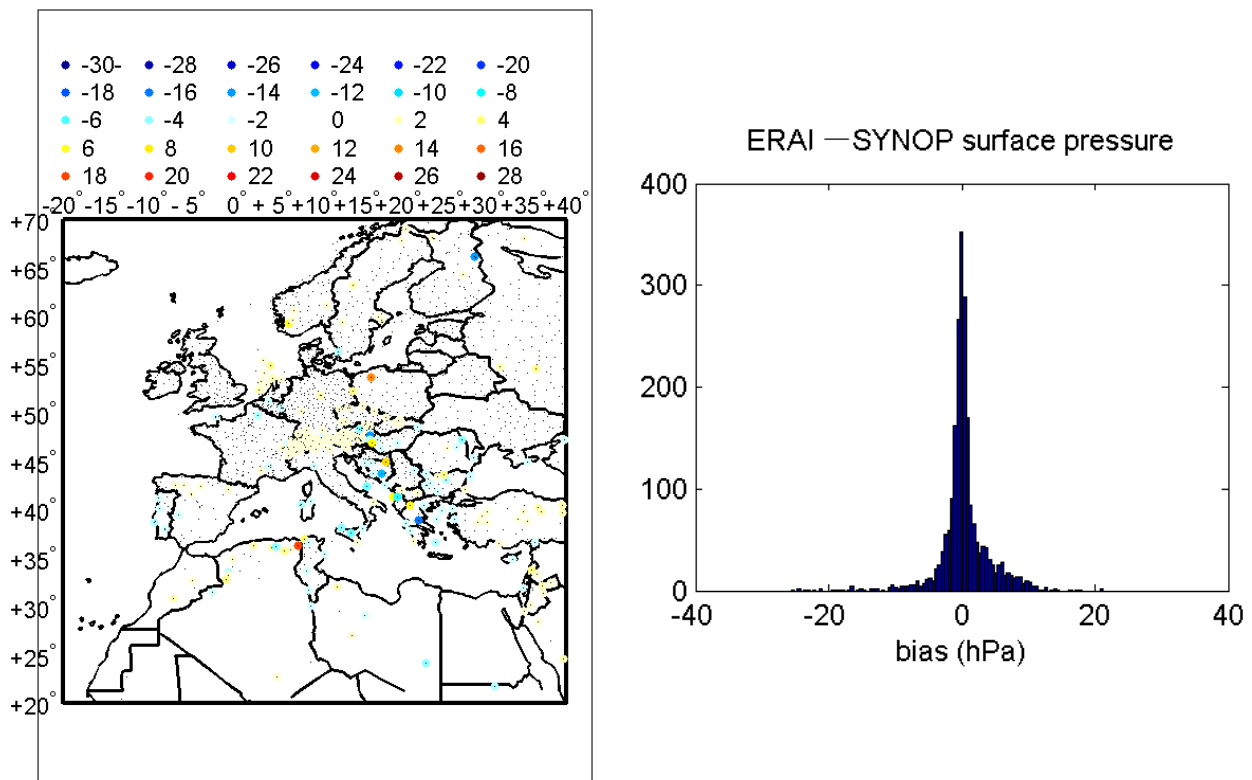 -30- -28 -26 -24 -22 -20
-18 -16 -14 -12 -10 -8
-6 -4 -2 0 2 4
6 8 10 12 14 16
18 20 22 24 26 28
-20° -15° -10° -5° 0° +5° +10° +15° +20° +25° +30° +35° +40°
+70°
+65°
+60°
+55°
+50°
+45°
+40°
+35°
+30°
+25°
+20°
ERAI —SYNOP surface pressure
400
300
200
100
0
-40 -20 0 20 40
bias (hPa)